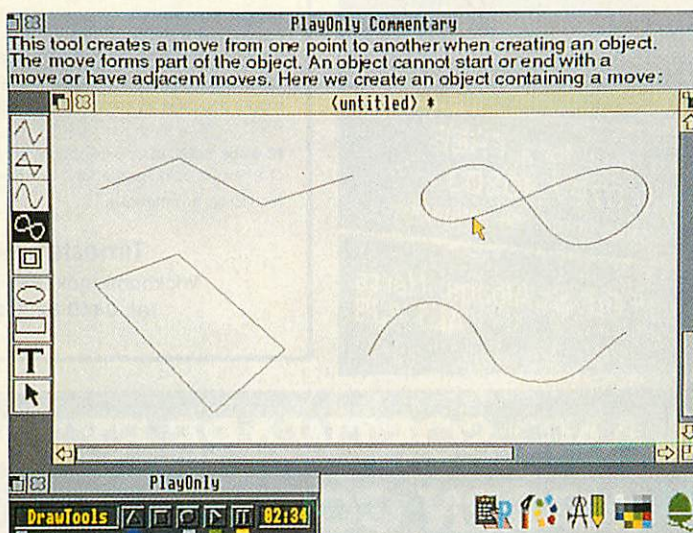 PlayOnly Commentary
This tool creates a move from one point to another when creating an object.
The move forms part of the object. An object cannot start or end with a
move or have adjacent moves. Here we create an object containing a move:
<untitled> *
T
PlayOnly
DrawTools 02:34